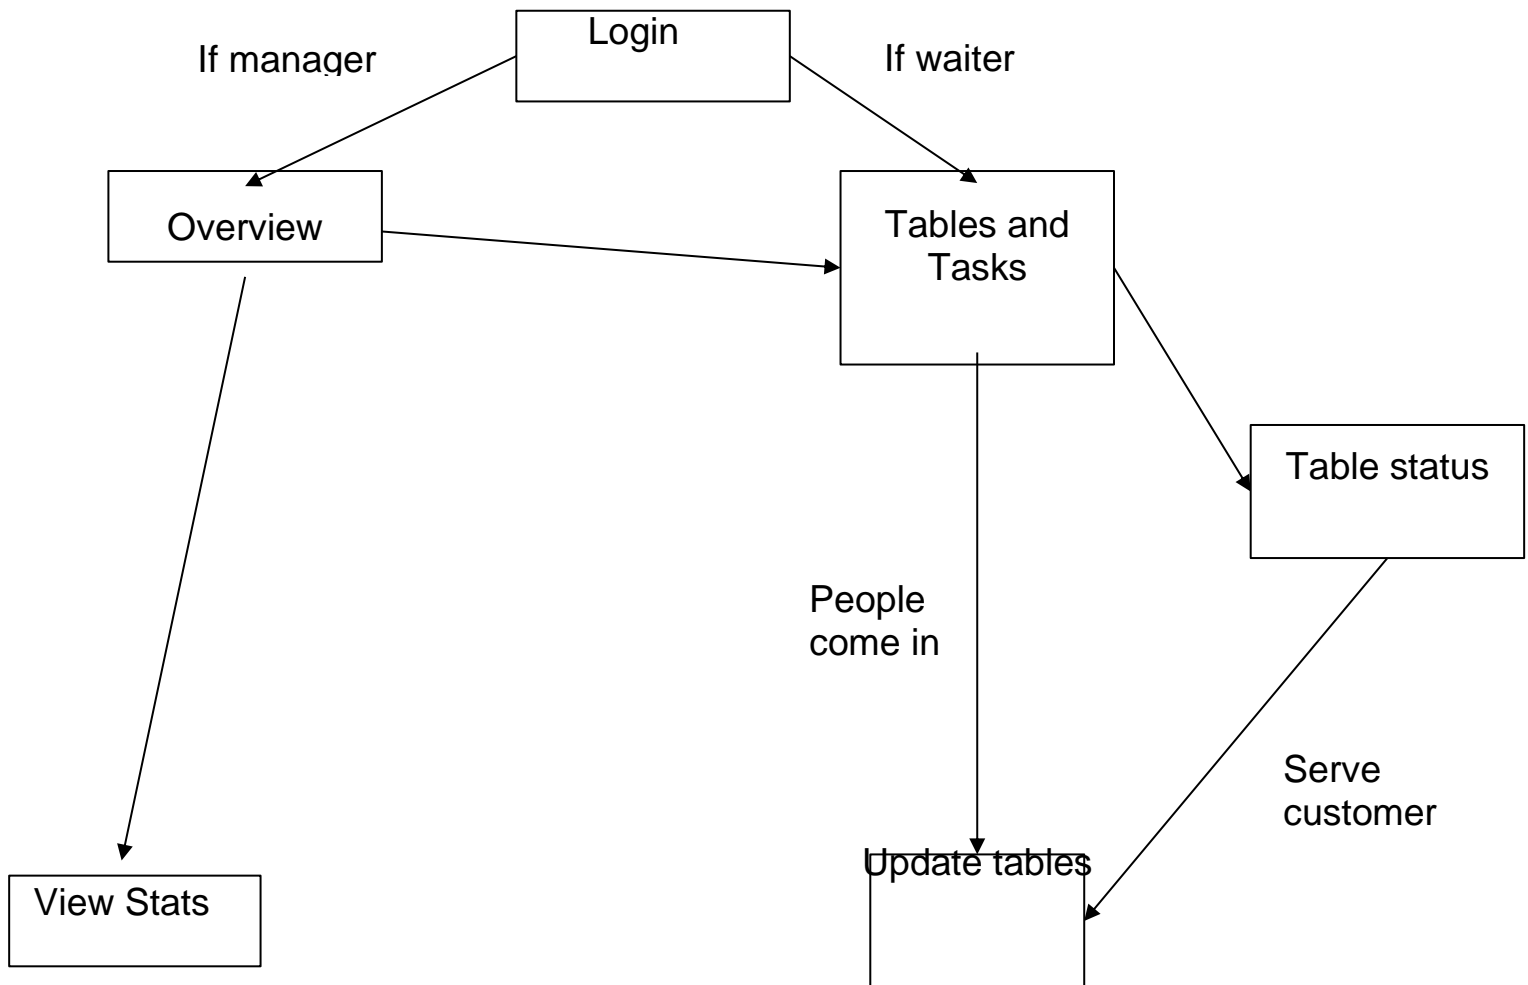 Login
If manager
If waiter
Overview
Tables and
Tasks
Table status
People
come in
Serve
customer
Update tables
View Stats